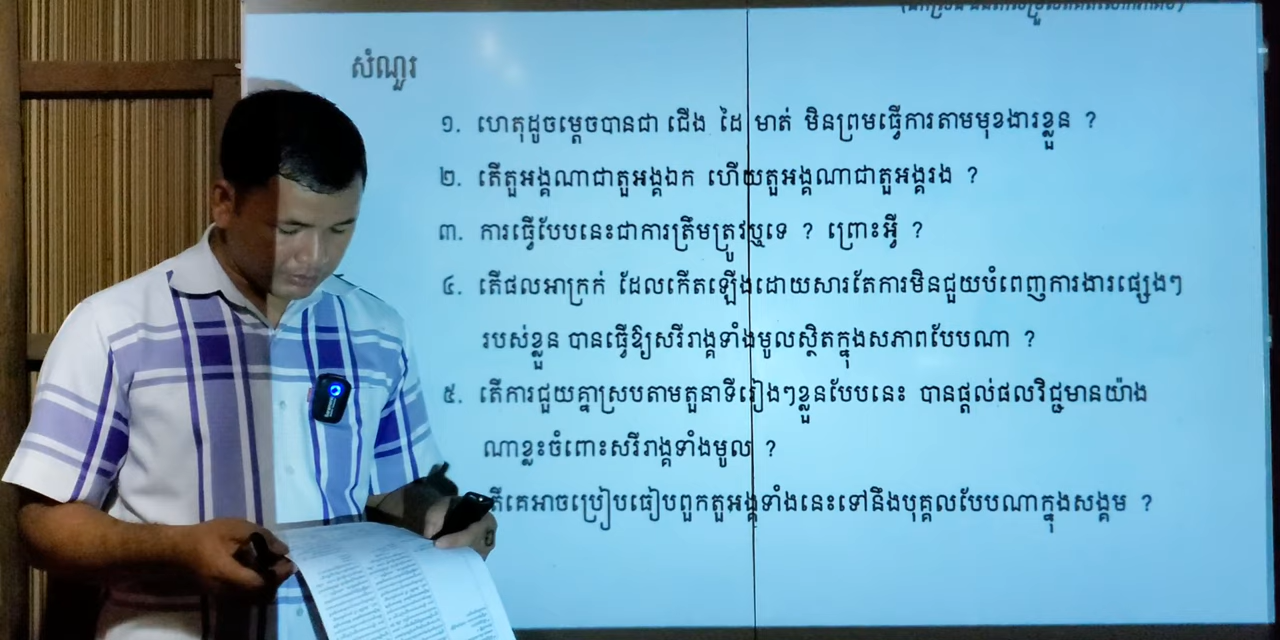 សំណួរ
១. ហេតុដូចម្ដេចបានជា ជើង ដៃ មាត់ មិនព្រមធ្វើការតាមមុខងារខ្លួន ?
២. តើតួអង្គណាជាតួអង្គឯក ហើយតួអង្គណាជាតួអង្គរង ?
៣. ការធ្វើបែបនេះជាការត្រឹមត្រូវឬទេ ? ព្រោះអ្វី ?
៤. តើផលអាក្រក់ ដែលកើតឡើងដោយសារតែការមិនជួយបំពេញការងារផ្សេងៗ
របស់ខ្លួន បានធ្វើឱ្យសរីរាង្គទាំងមូលស្ថិតក្នុងសភាពបែបណា ?
៥. តើការជួយគ្នាស្របតាមតួនាទីរៀងៗខ្លួនបែបនេះ បានផ្ដល់ផលវិជ្ជមានយ៉ាង
ណាខ្លះចំពោះសរីរាង្គទាំងមូល ?
តើគេអាចប្រៀបធៀបពួកតួអង្គទាំងនេះទៅនឹងបុគ្គលបែបណាក្នុងសង្គម ?